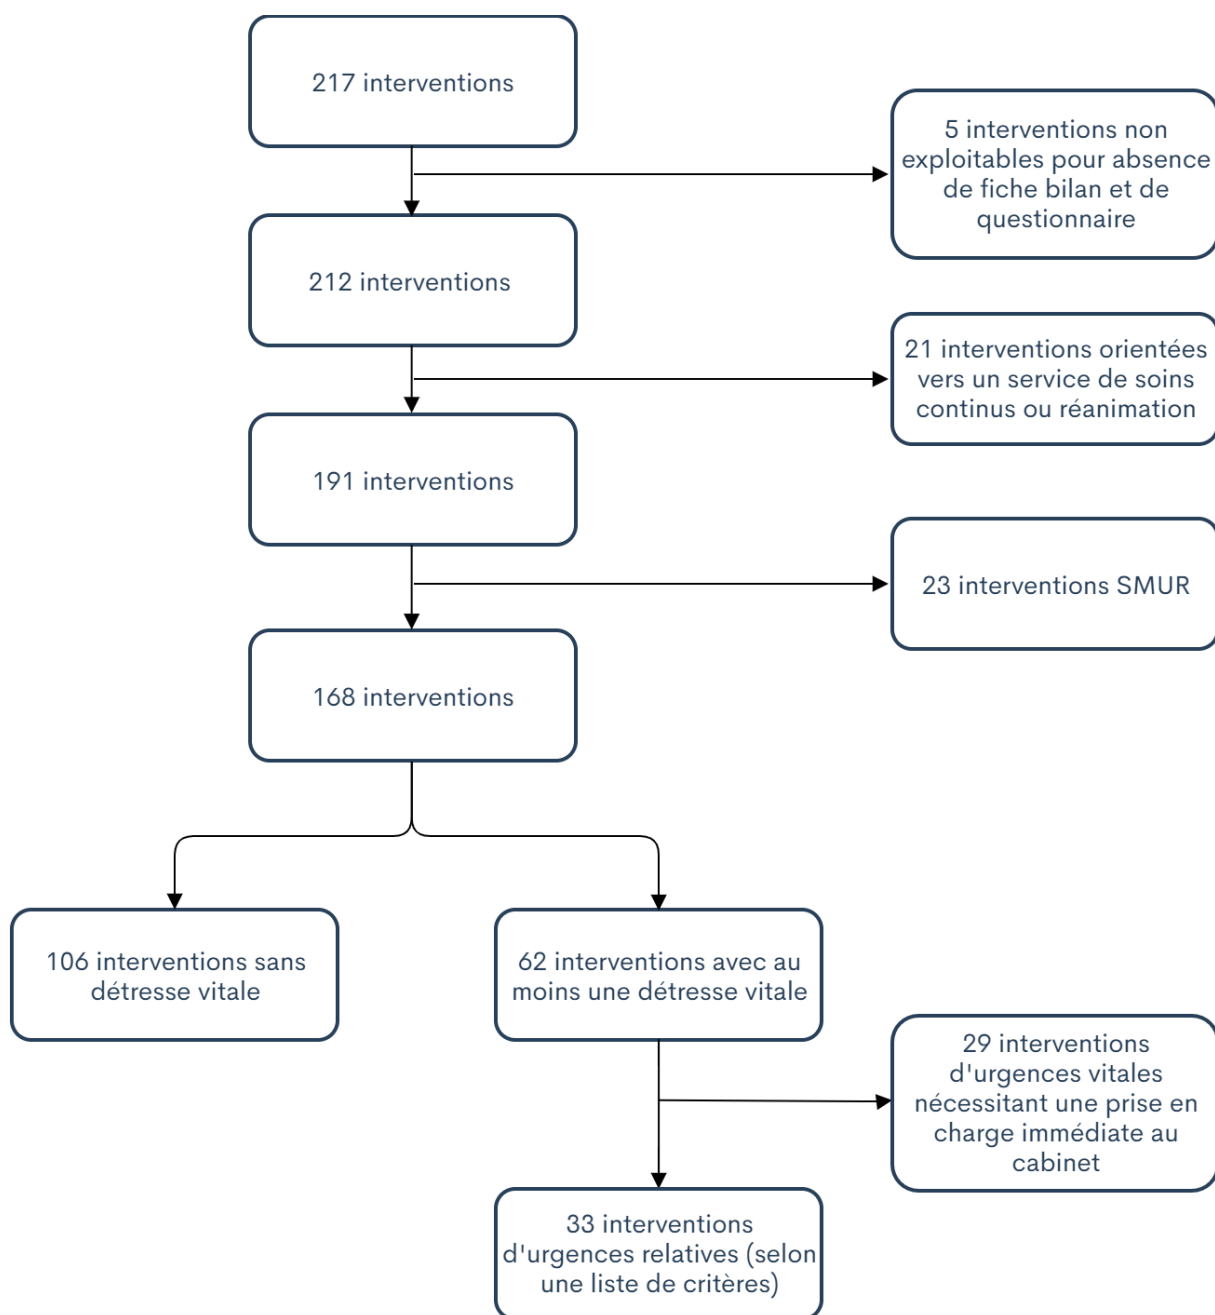 217 interventions
5 interventions non
exploitables pour absence
de fiche bilan et de
questionnaire
212 interventions
21 interventions orientées
vers un service de soins
continus ou réanimation
191 interventions
23 interventions SMUR
168 interventions
106 interventions sans
détresse vitale
62 interventions avec au
moins une détresse vitale
29 interventions
d'urgences vitales
nécessitant une prise en
charge immédiate au
cabinet
33 interventions
d'urgences relatives (selon
une liste de critères)